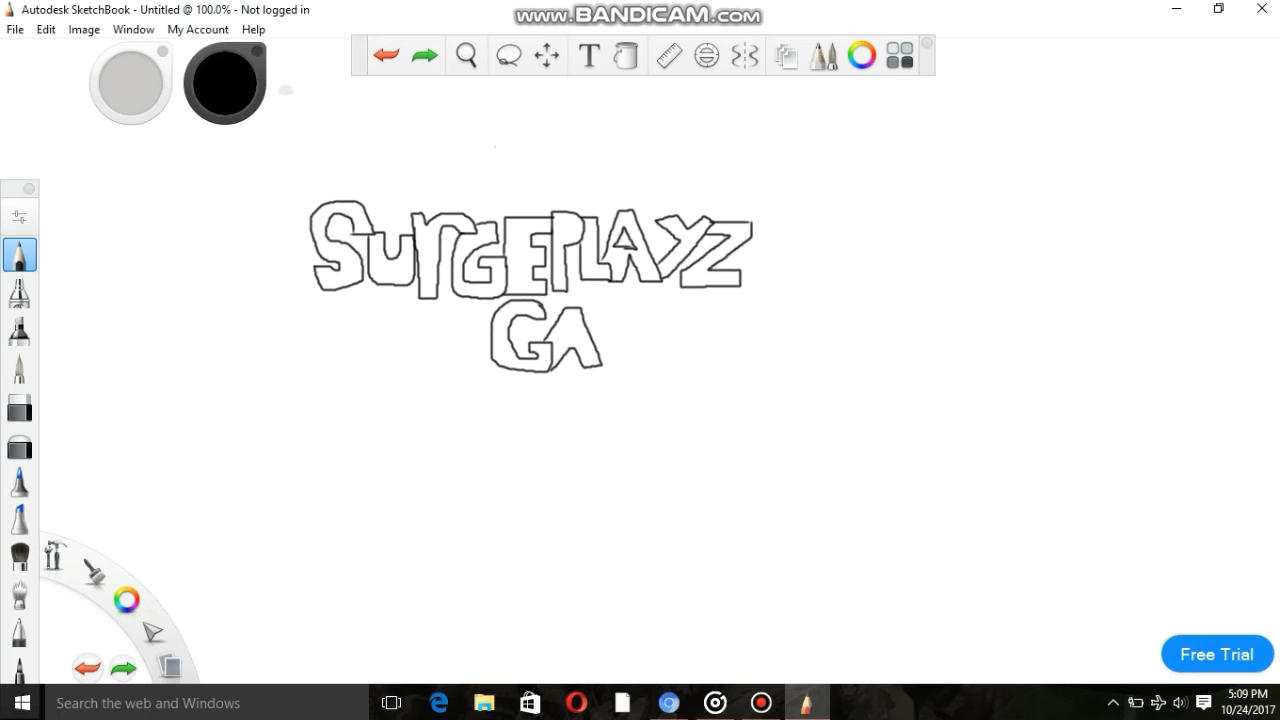 Autodesk SketchBook - Untitled @ 100.0% - Not logged in
www.BANDICAM.com
File Edit Image Window My Account Help
T
SurGEPLAYZ
GA
Free Trial
Search the web and Windows
5:09 PM
10/24/2017